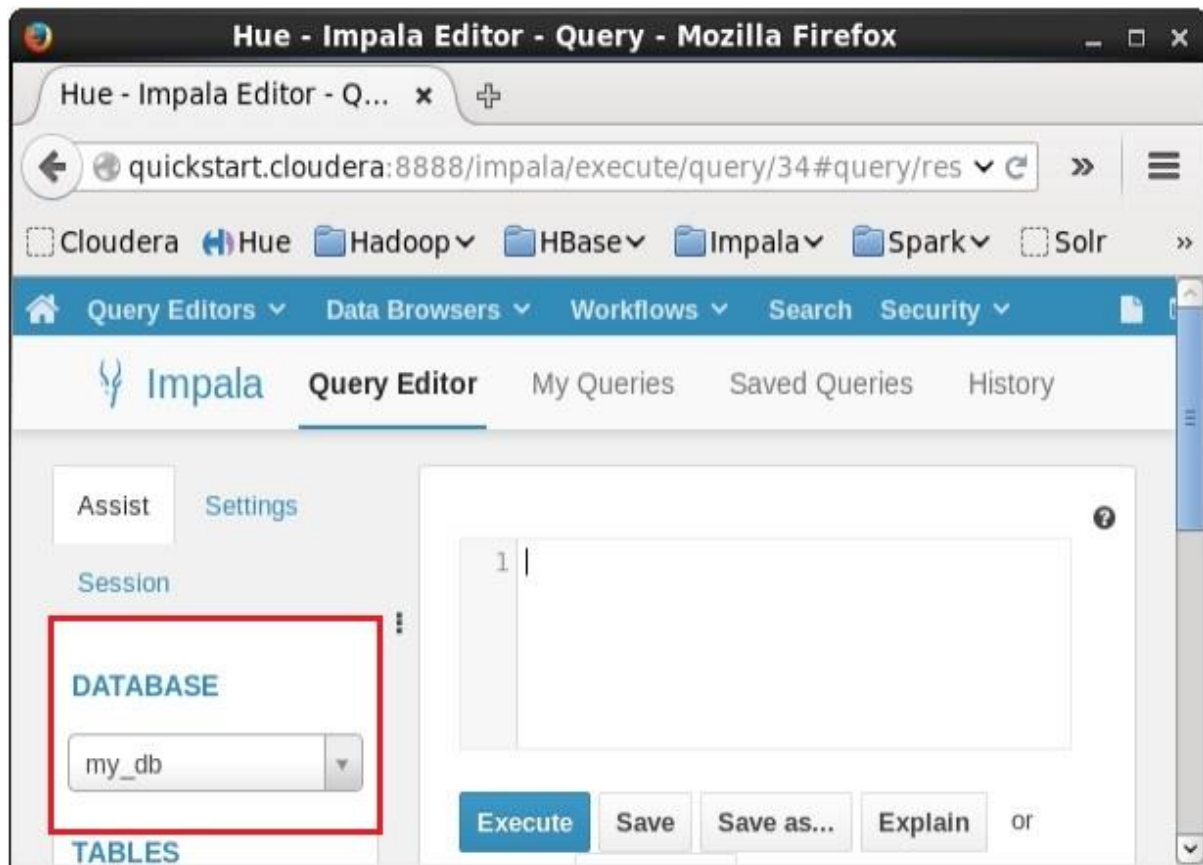 Hue - Impala Editor - Query - Mozilla Firefox
Hue - Impala Editor - Q...
quickstart.cloudera:8888/impala/execute/query/34#query/res
Cloudera Hue Hadoop HBase Impala Spark Solr
Query Editors Data Browsers Workflows Search Security
Impala Query Editor My Queries Saved Queries History
Assist Settings
Session
1
DATABASE
my_db
Execute Save Save as... Explain or
TABLES